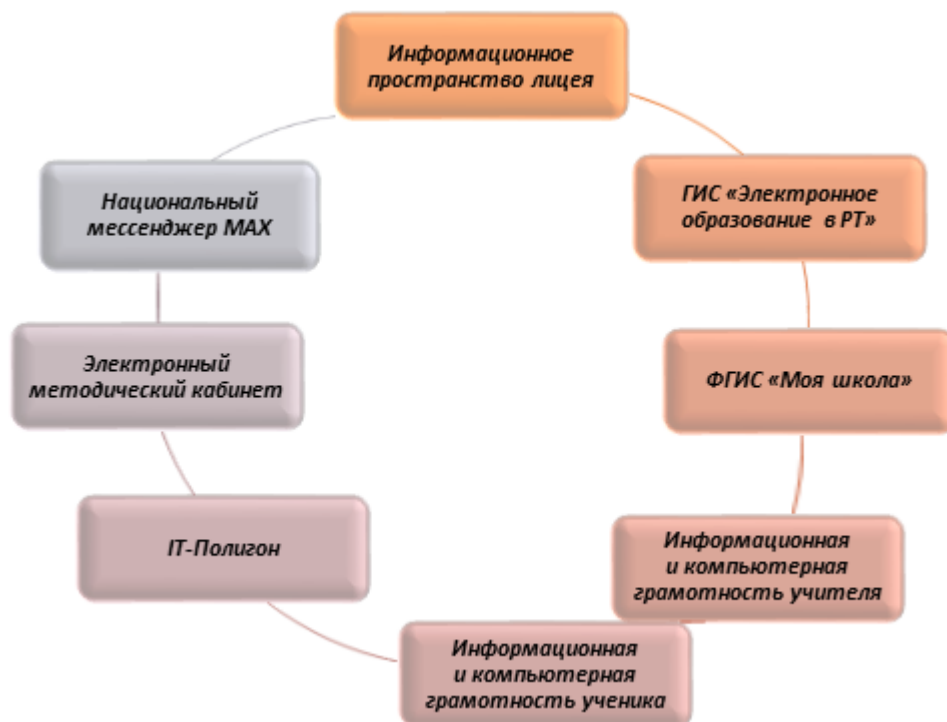 Информационное
пространство лицея
ГИС «Электронное
образование в РТ»
ФГИС «Моя школа»
Информационная
и компьютерная
грамотность учителя
Информационная
и компьютерная
грамотность ученика
IT-Полигон
Электронный
методический кабинет
Национальный
мессенджер МАХ